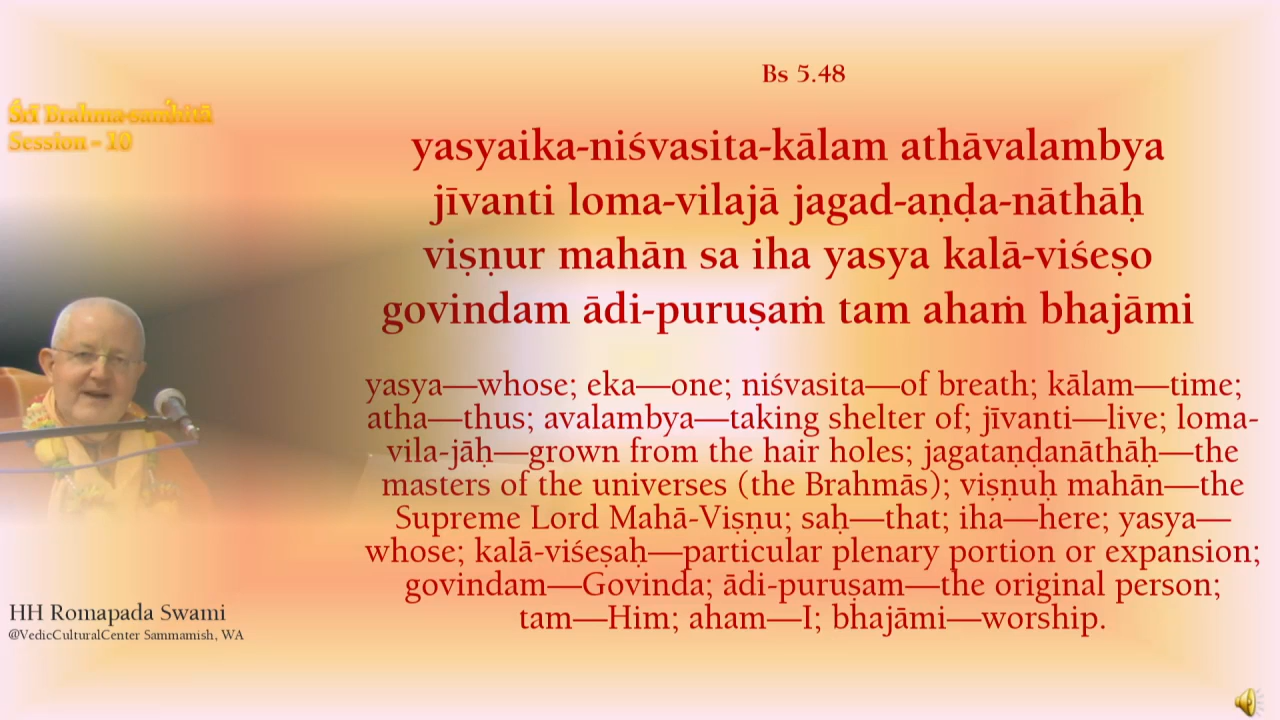 Bs 5.48
Śrī Brahma-saṁhitā
Session - 10
yasyaika-niśvasita-kālam athāvalambya
jīvanti loma-vilajā jagad-aṇḍa-nāthāḥ
viṣṇur mahān sa iha yasya kalā-viśeṣo
govindam ādi-puruṣaṁ tam ahaṁ bhajāmi
yasya—whose; eka—one; niśvasita—of breath; kālam—time;
atha—thus; avalambya—taking shelter of; jīvanti—live; loma-
vila-jāḥ—grown from the hair holes; jagataṇḍanāthāḥ—the
masters of the universes (the Brahmās); viṣṇuḥ mahān—the
Supreme Lord Mahā-Viṣṇu; saḥ—that; iha—here; yasya—
whose; kalā-viśeṣaḥ—particular plenary portion or expansion;
govindam—Govinda; ādi-puruṣam—the original person;
tam—Him; aham—I; bhajāmi—worship.
HH Romapada Swami
@VedicCulturalCenter Sammamish, WA